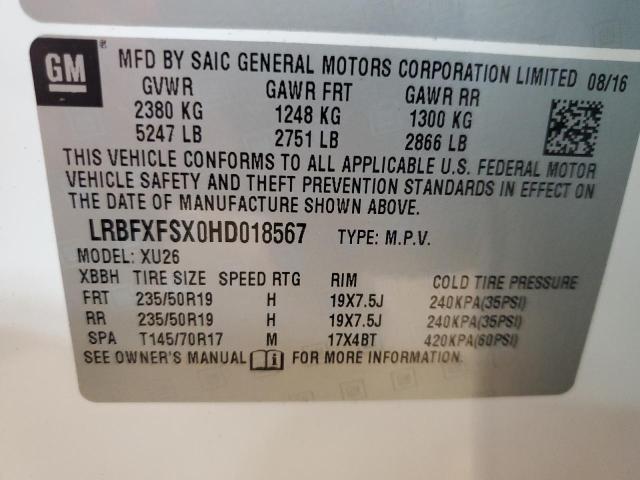 GM
MFD BY SAIC GENERAL MOTORS CORPORATION LIMITED 08/16
GVWR GAWR FRT GAWR RR
2380 KG 1248 KG 1300 KG
5247 LB 2751 LB 2866 LB
THIS VEHICLE CONFORMS TO ALL APPLICABLE U.S. FEDERAL MOTOR
VEHICLE SAFETY AND THEFT PREVENTION STANDARDS IN EFFECT ON
THE DATE OF MANUFACTURE SHOWN ABOVE.
LRBFXFSX0HD018567 TYPE: M.P.V.
MODEL: XU26
XBBH TIRE SIZE SPEED RTG RIM COLD TIRE PRESSURE
FRT 235/50R19 H 19X7.5J 240KPA(35PSI)
RR 235/50R19 H 19X7.5J 240KPA(35PSI)
SPA T145/70R17 M 17X4BT 420KPA(60PSI)
SEE OWNER'S MANUAL FOR MORE INFORMATION.